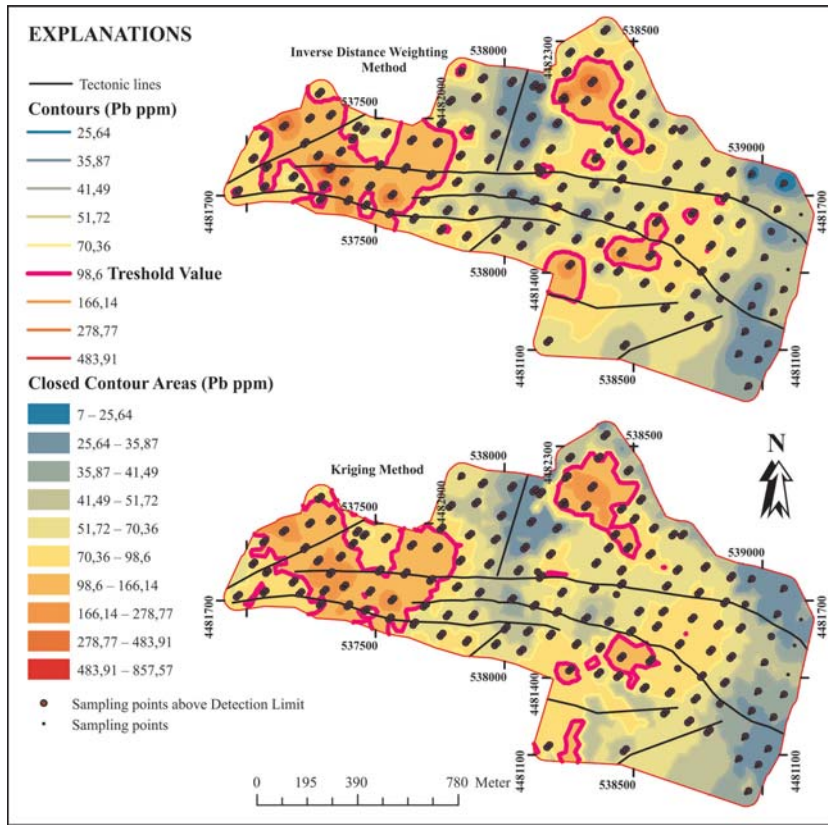 EXPLANATIONS
Tectonic lines
Contours (Pb ppm)
25,64
35,87
41,49
51,72
70,36
98,6 Treshold Value
166,14
278,77
483,91
Closed Contour Areas (Pb ppm)
7 – 25,64
25,64 – 35,87
35,87 – 41,49
41,49 – 51,72
51,72 – 70,36
70,36 – 98,6
98,6 – 166,14
166,14 – 278,77
278,77 – 483,91
483,91 – 857,57
Sampling points above Detection Limit
Sampling points
Inverse Distance Weighting
Method
538000
4482300
538500
537500
4482000
539000
4481700
4481700
537500
538000
4481400
538500
4481100
4481100
Kriging Method
538000
4482300
538500
N
537500
4482000
539000
4481700
4481700
537500
538000
4481400
538500
4481100
4481100
0 195 390 780 Meter